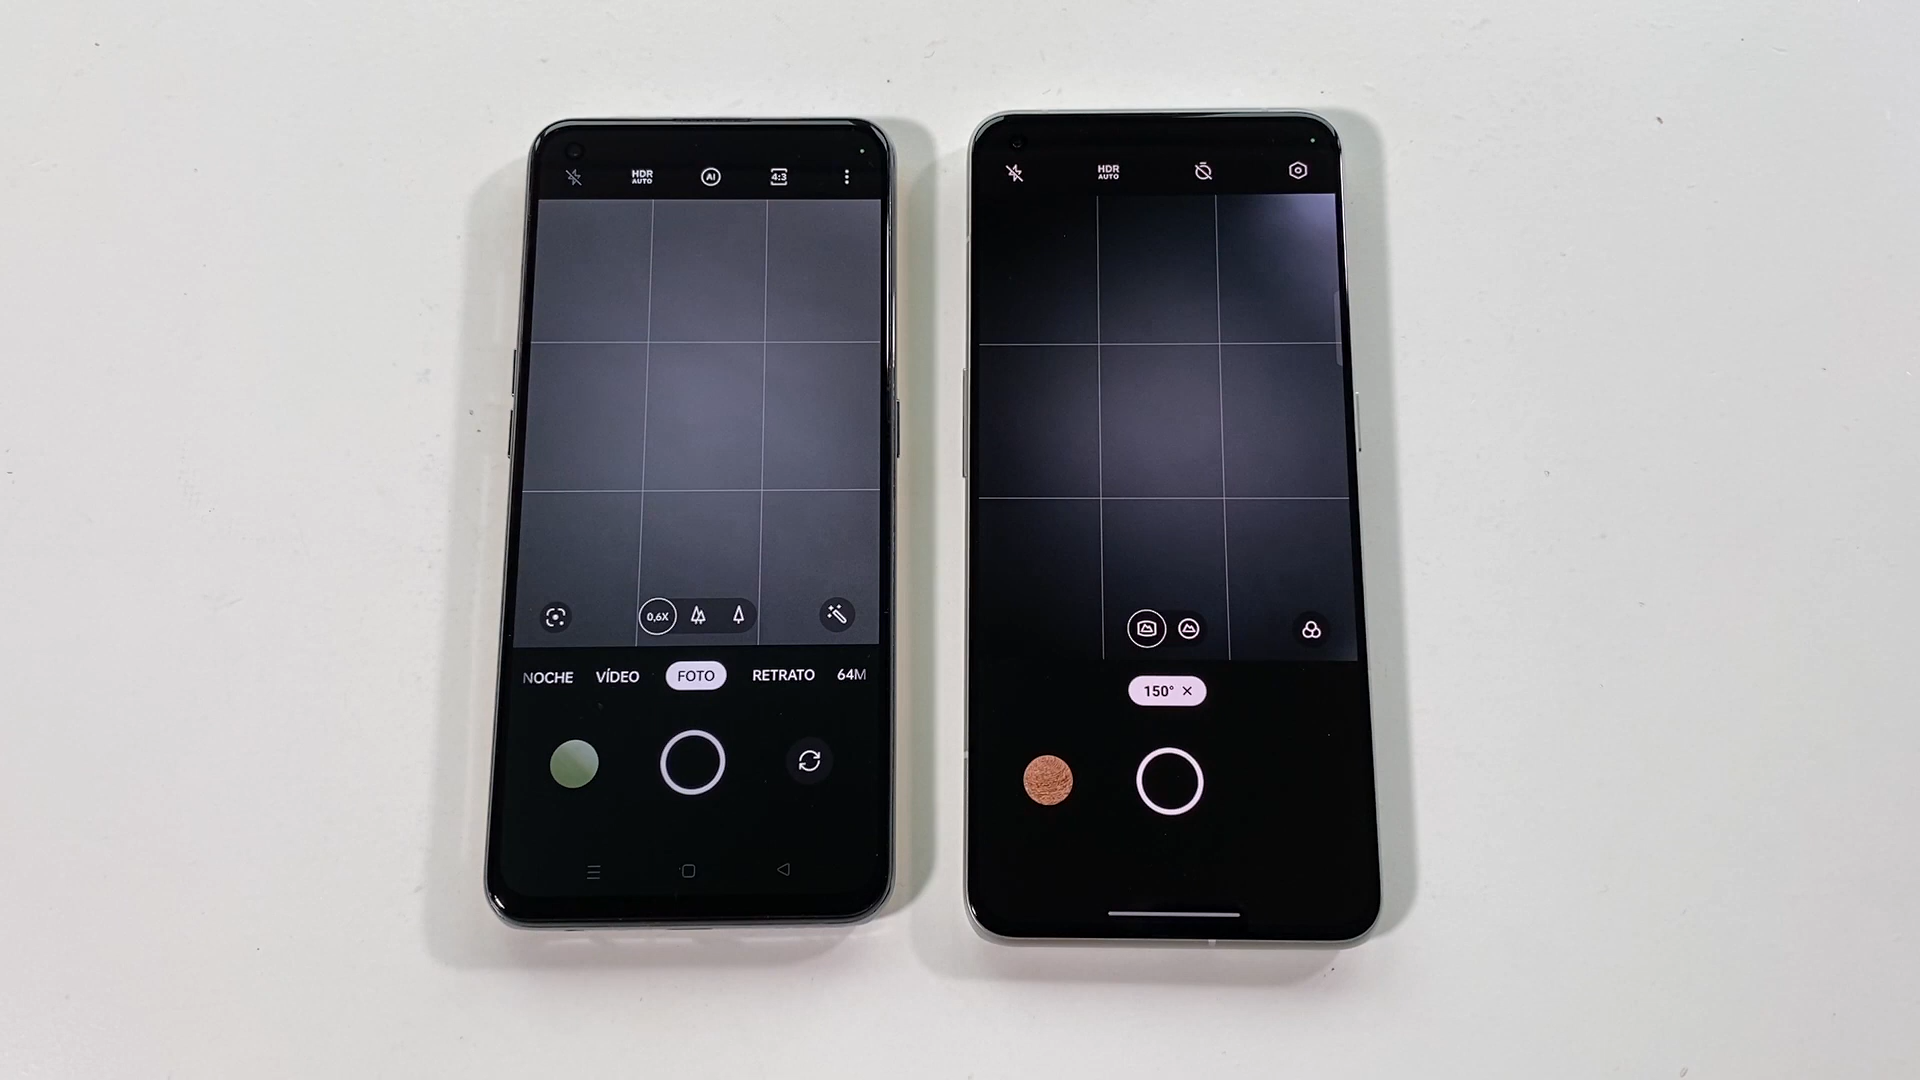 HDR
AUTO
AI
4:3
0,6X
NOCHE VÍDEO FOTO RETRATO 64M
HDR
AUTO
150° ×